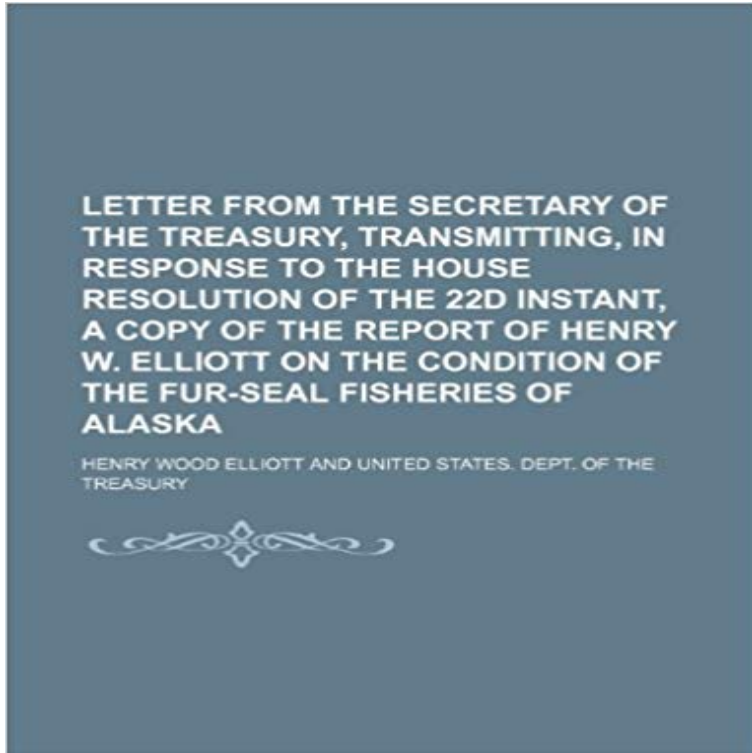 LETTER FROM THE SECRETARY OF
THE TREASURY, TRANSMITTING, IN
RESPONSE TO THE HOUSE
RESOLUTION OF THE 22D INSTANT,
A COPY OF THE REPORT OF HENRY
W. ELLIOTT ON THE CONDITION OF
THE FUR-SEAL FISHERIES OF
ALASKA
HENRY WOOD ELLIOTT AND UNITED STATES. DEPT. OF THE
TREASURY